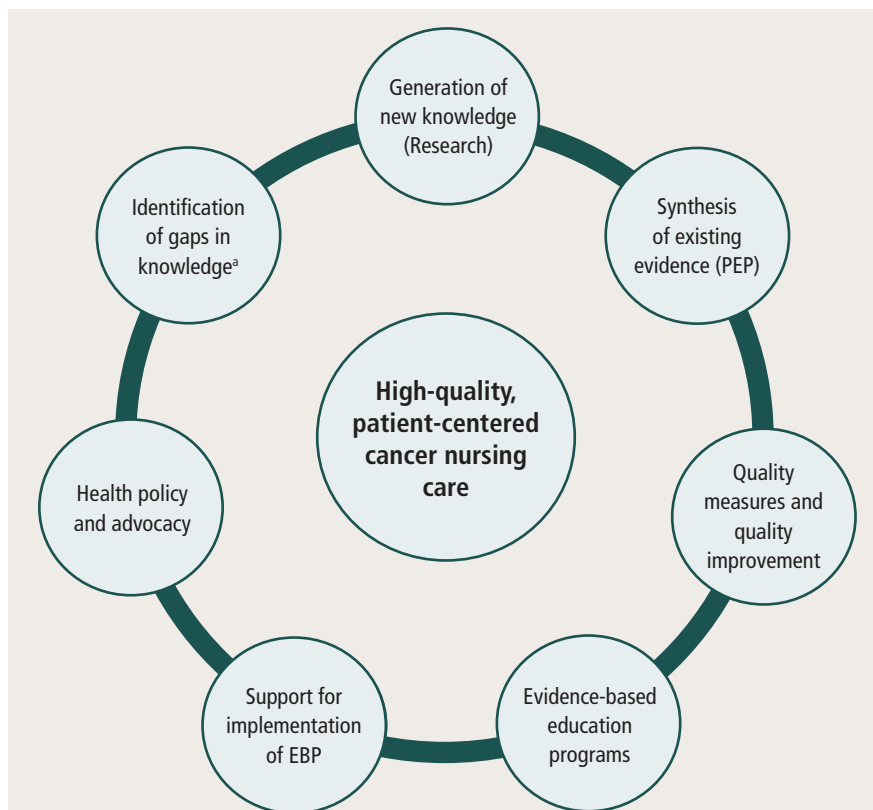 Generation of
new knowledge
(Research)
Synthesis
of existing
evidence (PEP)
Quality
measures and
quality
improvement
Evidence-based
education
programs
Support for
implementation
of EBP
Health policy
and advocacy
Identification
of gaps in
knowledgeᵃ
High-quality,
patient-centered
cancer nursing
care